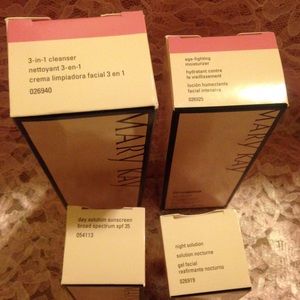 3-in-1 cleanser
nettoyant 3-en-1
crema limpiadora facial 3 en 1
026940
MARY KAY
age-fighting
moisturizer
hydratant contre
le vieillissement
loción humectante
facial intensiva
026925
MARY KAY
day solution sunscreen
broad spectrum spf 35
054113
night solution
solution nocturne
gel facial
reafirmante nocturno
026919